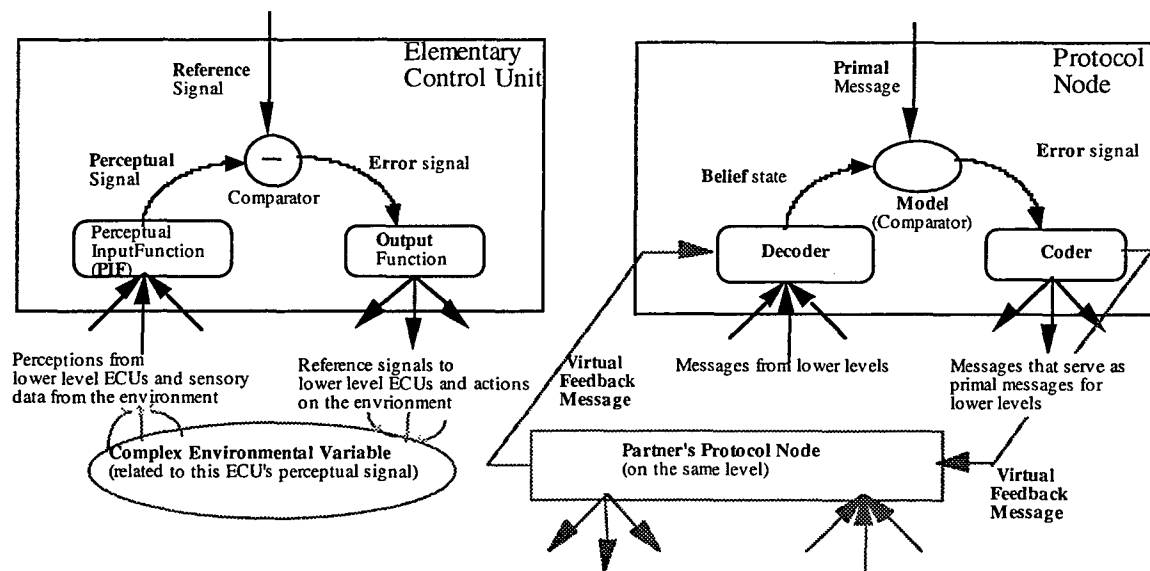 Elementary
Control Unit
Reference
Signal
Perceptual
Signal
−
Error signal
Comparator
Perceptual
InputFunction
(PIF)
Output
Function
Perceptions from
lower level ECUs and sensory
data from the environment
Reference signals to
lower level ECUs and actions
on the envrionment
Complex Environmental Variable
(related to this ECU's perceptual signal)
Protocol
Node
Primal
Message
Belief state
Error signal
Model
(Comparator)
Decoder
Coder
Virtual
Feedback
Message
Messages from lower levels
Messages that serve as
primal messages for
lower levels
Partner's Protocol Node
(on the same level)
Virtual
Feedback
Message